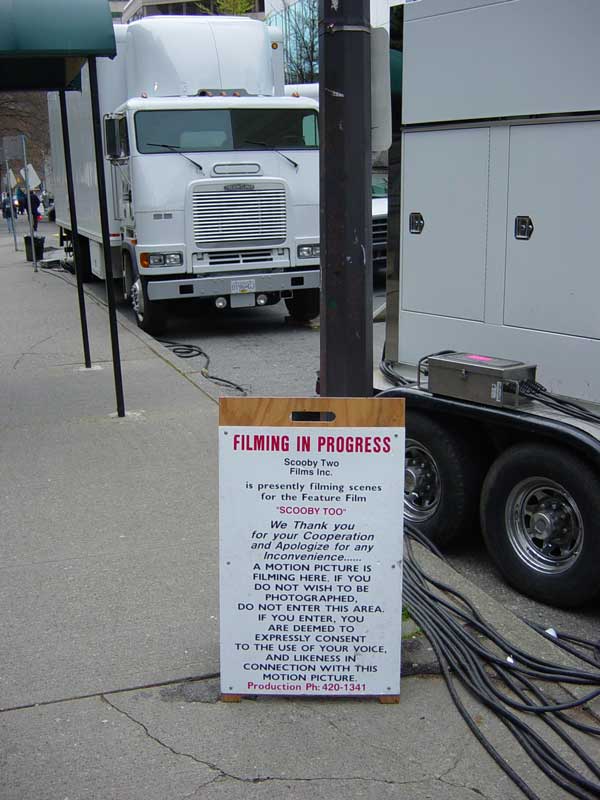 FILMING IN PROGRESS
Scooby Two
Films Inc.
is presently filming scenes
for the Feature Film
"SCOOBY TOO"
We Thank you
for your Cooperation
and Apologize for any
Inconvenience......
A MOTION PICTURE IS
FILMING HERE. IF YOU
DO NOT WISH TO BE
PHOTOGRAPHED,
DO NOT ENTER THIS AREA.
IF YOU ENTER, YOU
ARE DEEMED TO
EXPRESSLY CONSENT
TO THE USE OF YOUR VOICE,
AND LIKENESS IN
CONNECTION WITH THIS
MOTION PICTURE.
Production Ph: 420-1341